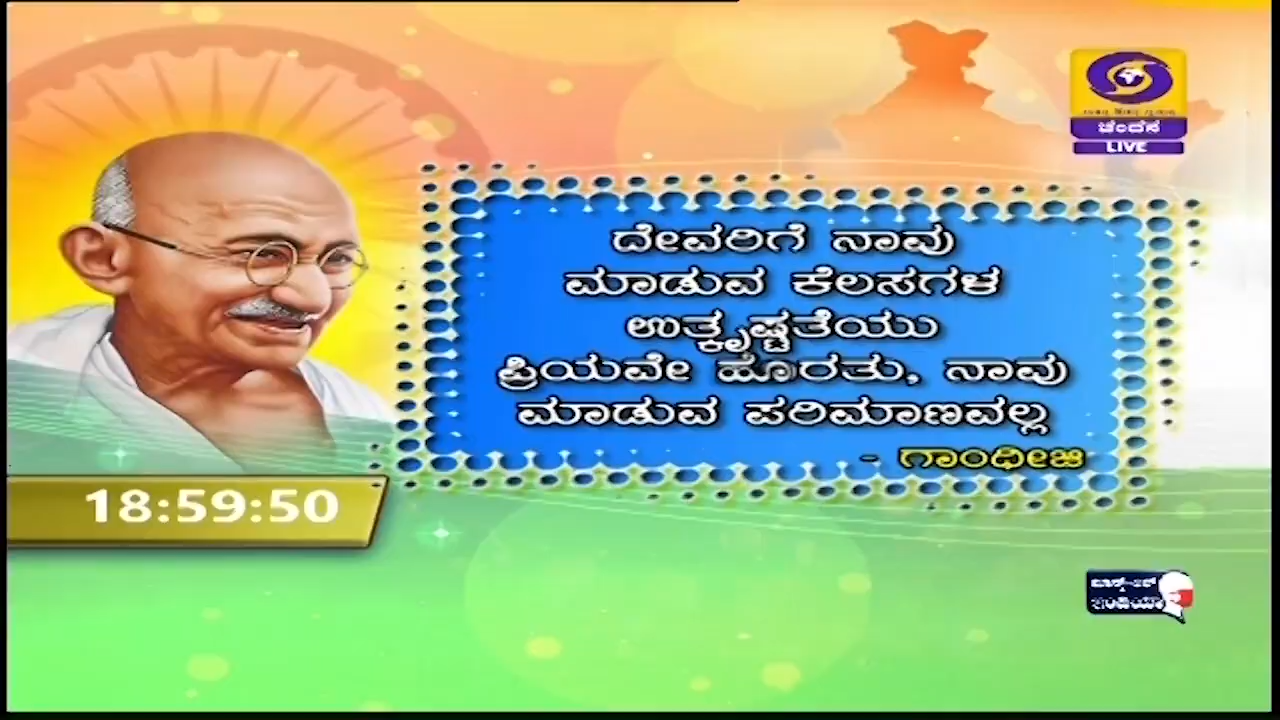 ಚಂದನ
LIVE
ದೇವರಿಗೆ ನಾವು
ಮಾಡುವ ಕೆಲಸಗಳ
ಉತ್ಕೃಷ್ಟತೆಯು
ಪ್ರಿಯವೇ ಹೊರತು, ನಾವು
ಮಾಡುವ ಪರಿಮಾಣವಲ್ಲ
- ಗಾಂಧೀಜಿ
18:59:50